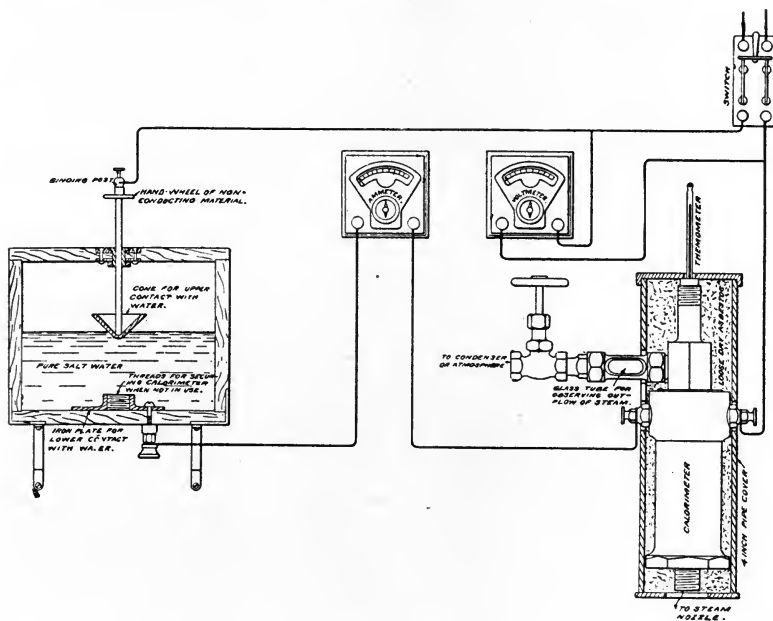 SWITCH
BINDING POST
HAND-WHEEL OF NON-
CONDUCTING MATERIAL.
AMMETER
VOLTMETER
THEMOMETER
CONE FOR UPPER
CONTACT WITH
WATER.
PURE SALT WATER
THREADS FOR SECUR-
ING CALORIMETER
WHEN NOT IN USE.
IRON PLATE FOR
LOWER CONTACT
WITH WATER.
TO CONDENSER
OR ATMOSPHERE
GLASS TUBE FOR
OBSERVING OUT-
FLOW OF STEAM.
LOOSE DRY ASBESTOS
CALORIMETER
4 INCH PIPE COVER
TO STEAM
NOZZLE.